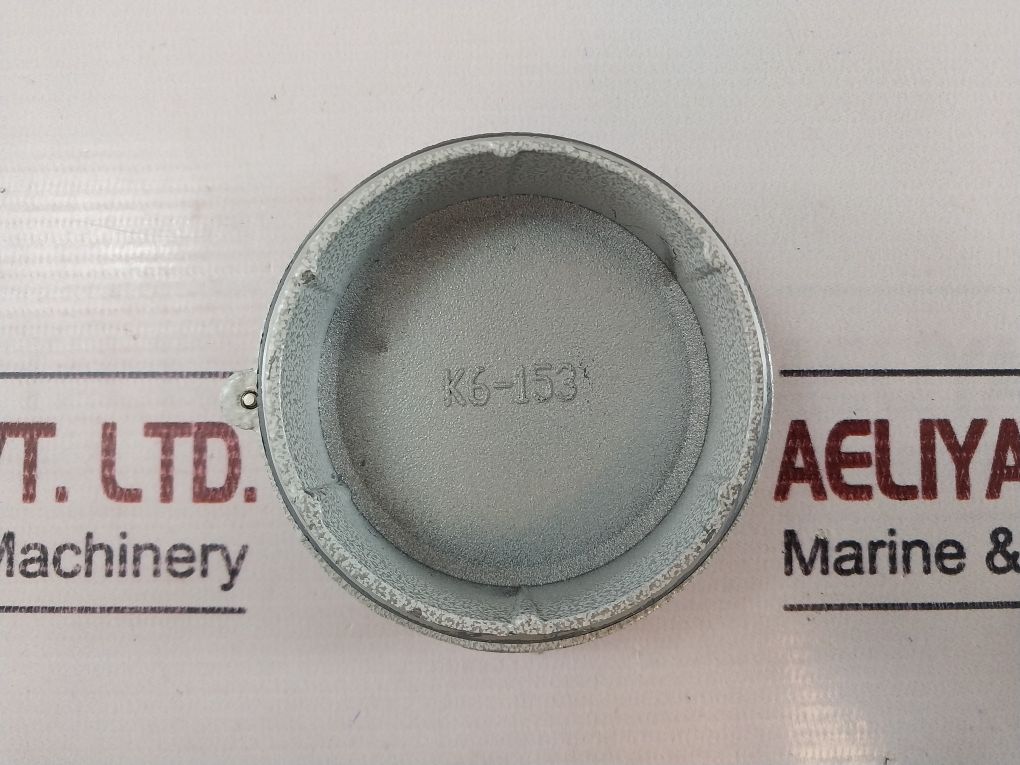 K6-153
VT. LTD.
Machinery
AELIYA
Marine &